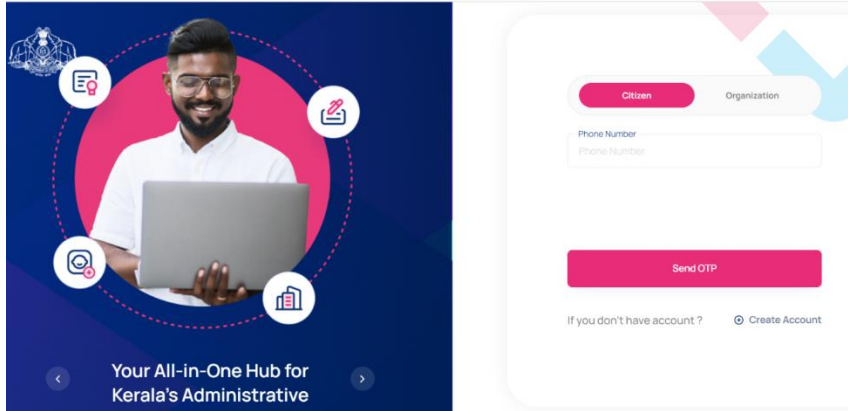 Citizen
Organization
Phone Number
Phone Number
Send OTP
If you don't have account ?
Create Account
Your All-in-One Hub for
Kerala's Administrative